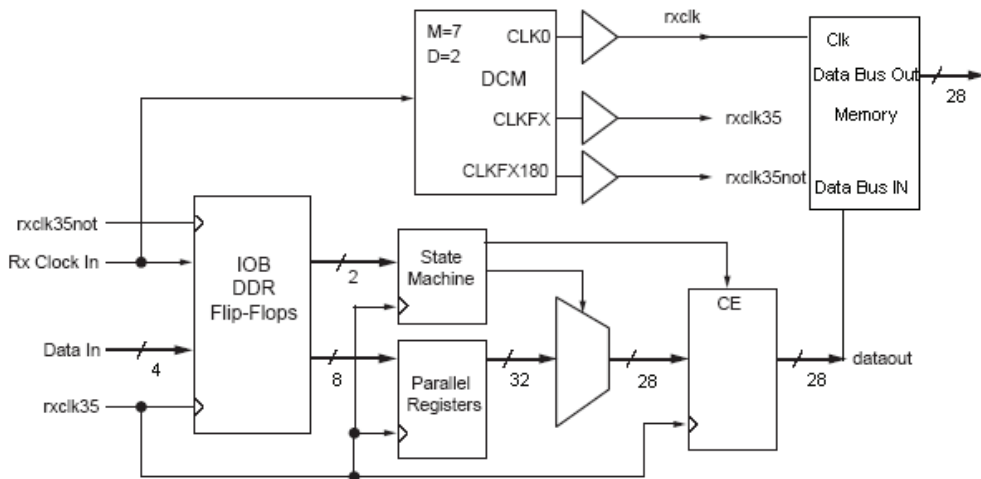 rxclk
M=7
D=2
CLK0
DCM
CLKFX
CLKFX180
rxclk35
rxclk35not
Clk
Data Bus Out
28
Memory
Data Bus IN
rxclk35not
Rx Clock In
Data In
4
rxclk35
IOB
DDR
Flip-Flops
2
8
State
Machine
Parallel
Registers
32
28
CE
28
dataout